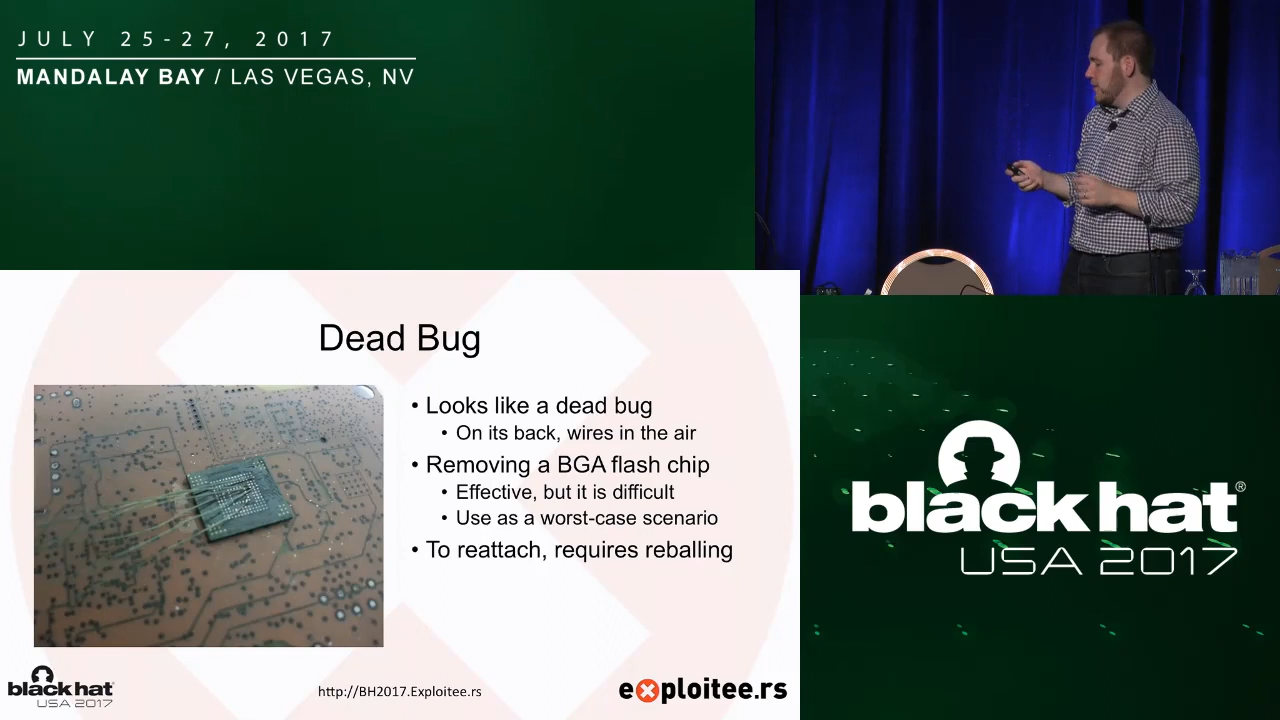 JULY 25-27, 2017
MANDALAY BAY / LAS VEGAS, NV
Dead Bug
• Looks like a dead bug
• On its back, wires in the air
• Removing a BGA flash chip
• Effective, but it is difficult
• Use as a worst-case scenario
• To reattach, requires reballing
black hat
USA 2017
http://BH2017.Exploitee.rs
exploitee.rs
black hat®
USA 2017